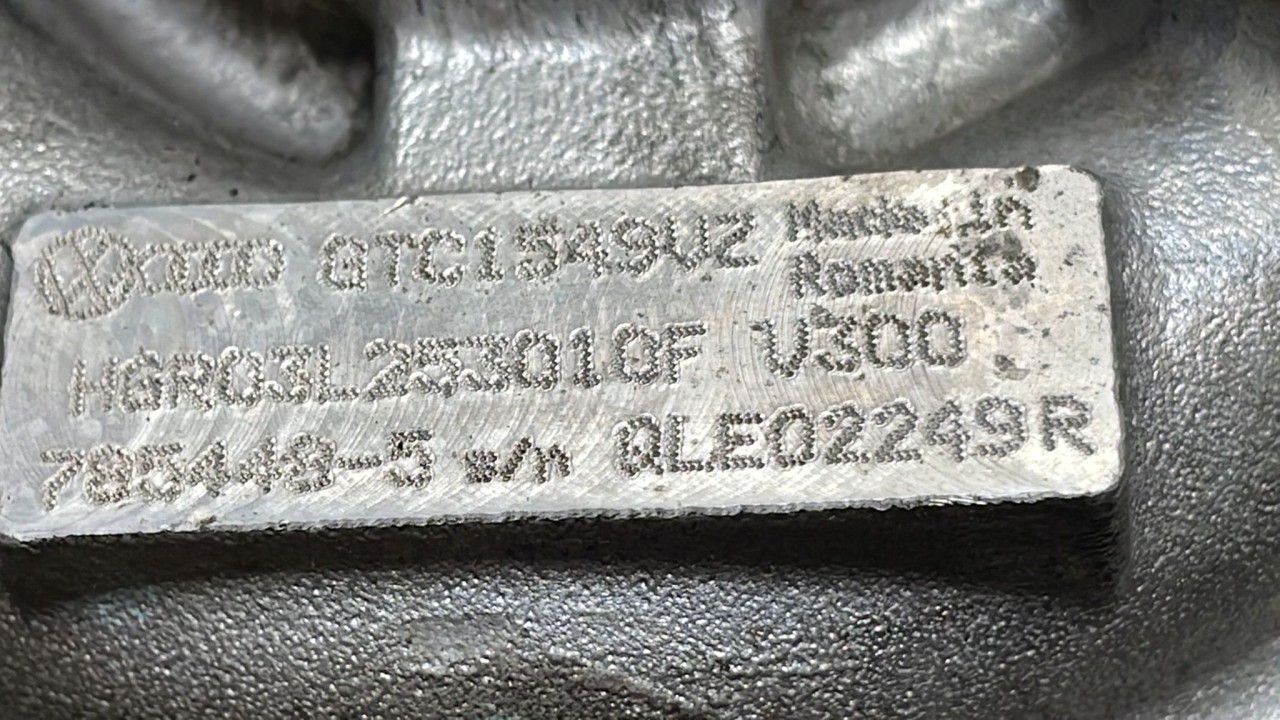 GTC1549VZ Made in
Romania
HGR03L253010F V300
785448-5 s/n QLE02249R